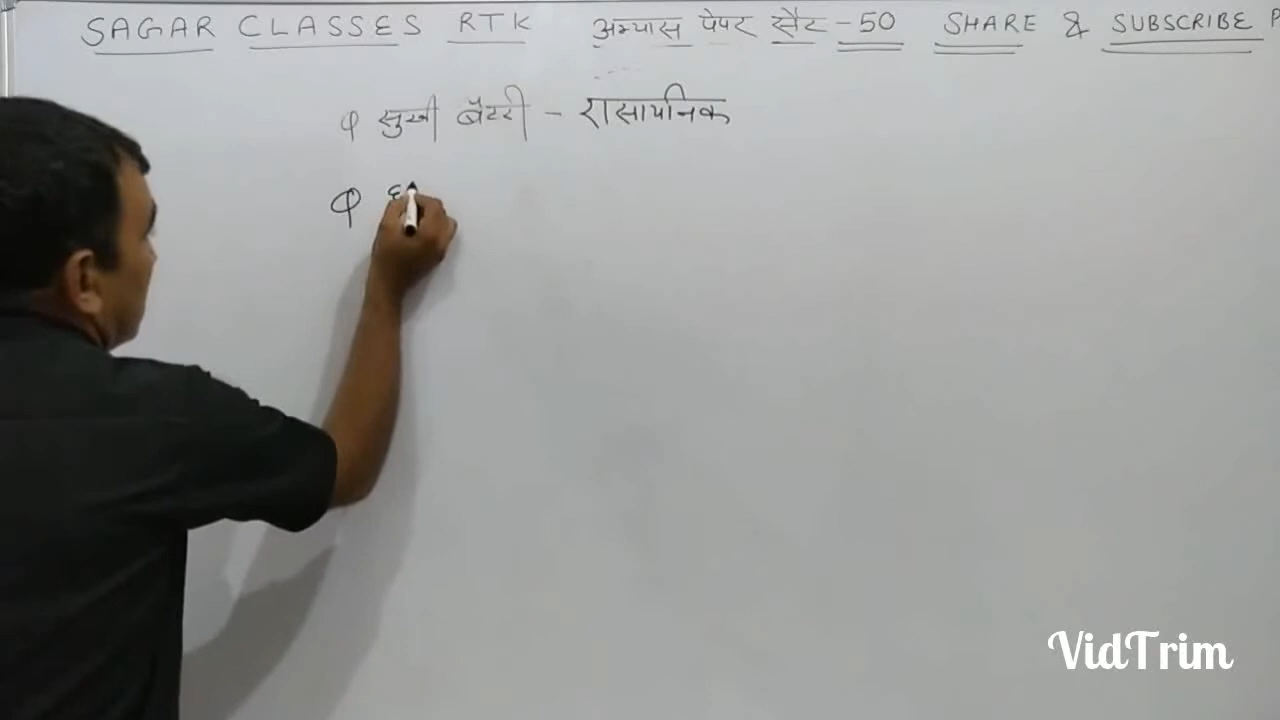 SAGAR CLASSES RTK अभ्यास पेपर सैट - 50 SHARE & SUBSCRIBE P
φ सुखी बॅटरी - रासायनिक
φ
VidTrim